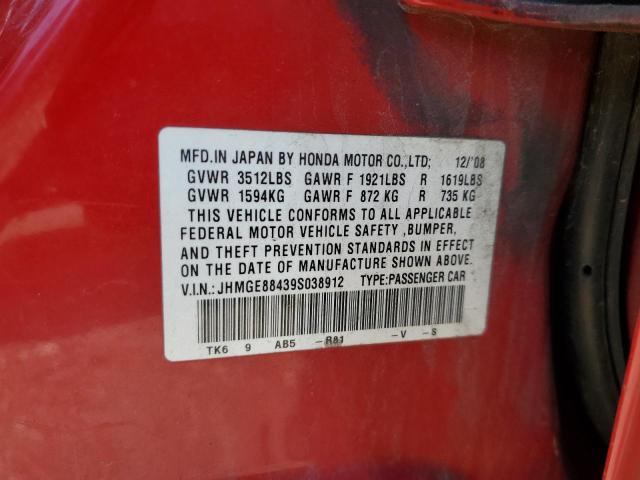 MFD.IN JAPAN BY HONDA MOTOR CO.,LTD; 12/'08
GVWR 3512LBS GAWR F 1921LBS R 1619LBS
GVWR 1594KG GAWR F 872 KG R 735 KG
THIS VEHICLE CONFORMS TO ALL APPLICABLE
FEDERAL MOTOR VEHICLE SAFETY ,BUMPER,
AND THEFT PREVENTION STANDARDS IN EFFECT
ON THE DATE OF MANUFACTURE SHOWN ABOVE.
V.I.N.:JHMGE88439S038912 TYPE:PASSENGER CAR
TK6 9 AB5 -R81 -V -S